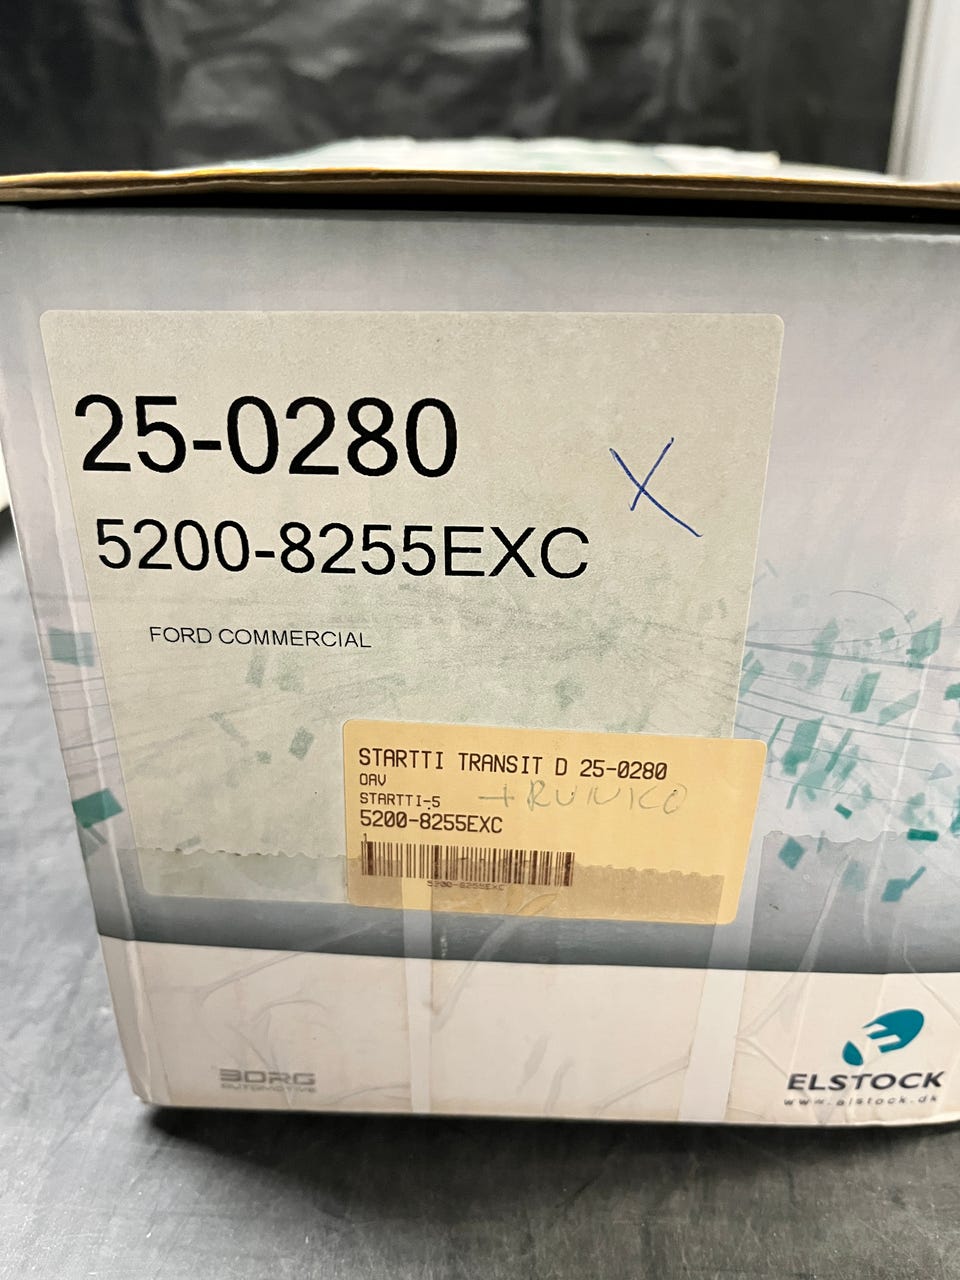 25-0280
X
5200-8255EXC
FORD COMMERCIAL
STARTTI TRANSIT D 25-0280
OAV
+ RUNKO
STARTTI-5
5200-8255EXC
1
5200-8255EXC
BORG
AUTOMOTIVE
ELSTOCK
www.elstock.dk